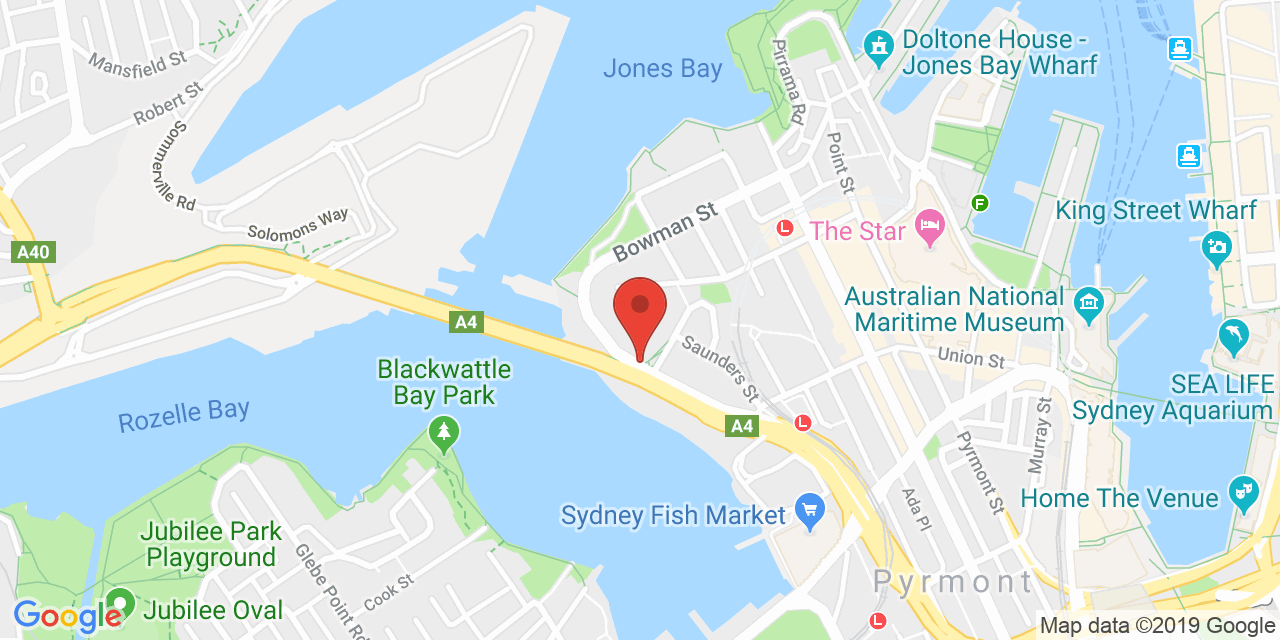 Mansfield St
Robert St
Sommerville Rd
Solomons Way
A40
Jones Bay
Pirrama Rd
Doltone House -
Jones Bay Wharf
Point St
Bowman St
The Star
F
L
King Street Wharf
Australian National
Maritime Museum
A4
Saunders St
Union St
SEA LIFE
Sydney Aquarium
Blackwattle
Bay Park
Rozelle Bay
A4
L
Murray St
Pyrmont St
Ada Pl
Home The Venue
Sydney Fish Market
Jubilee Park
Playground
Glebe Point Rd
Cook St
Pyrmont
Jubilee Oval
L
Google
Map data ©2019 Google